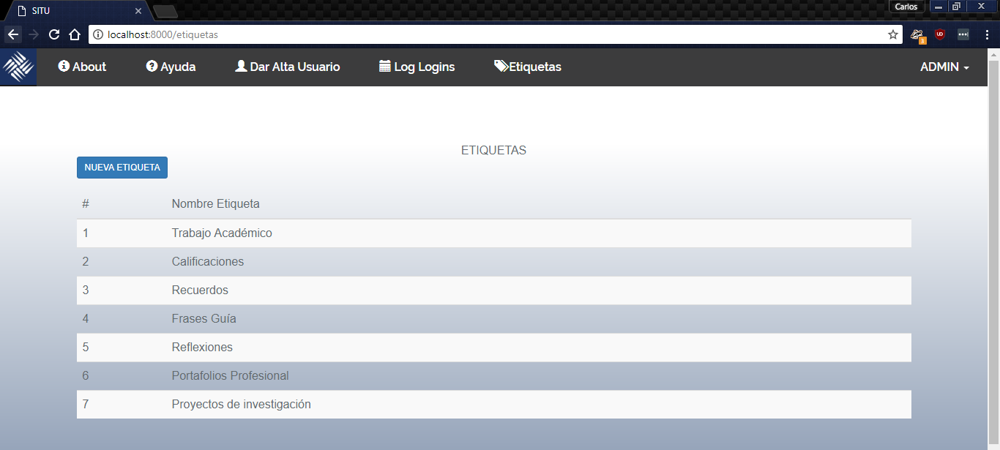 SITU
Carlos
localhost:8000/etiquetas
3
About Ayuda Dar Alta Usuario Log Logins Etiquetas ADMIN
ETIQUETAS
NUEVA ETIQUETA
# Nombre Etiqueta
1 Trabajo Académico
2 Calificaciones
3 Recuerdos
4 Frases Guía
5 Reflexiones
6 Portafolios Profesional
7 Proyectos de investigación